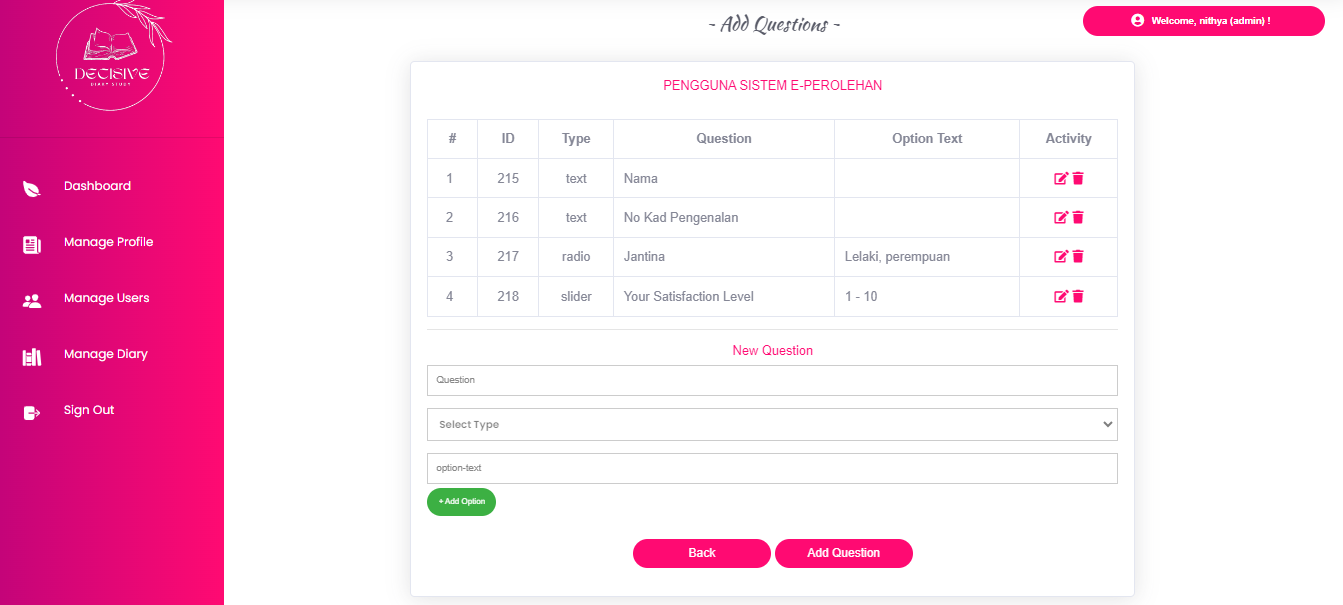 DECISIVE
DIARY STUDY
Dashboard
Manage Profile
Manage Users
Manage Diary
Sign Out
~ Add Questions ~
Welcome, nithya (admin) !
PENGGUNA SISTEM E-PEROLEHAN
# ID Type Question Option Text Activity
1 215 text Nama
2 216 text No Kad Pengenalan
3 217 radio Jantina Lelaki, perempuan
4 218 slider Your Satisfaction Level 1 - 10
New Question
Question
Select Type
option-text
+ Add Option
Back Add Question